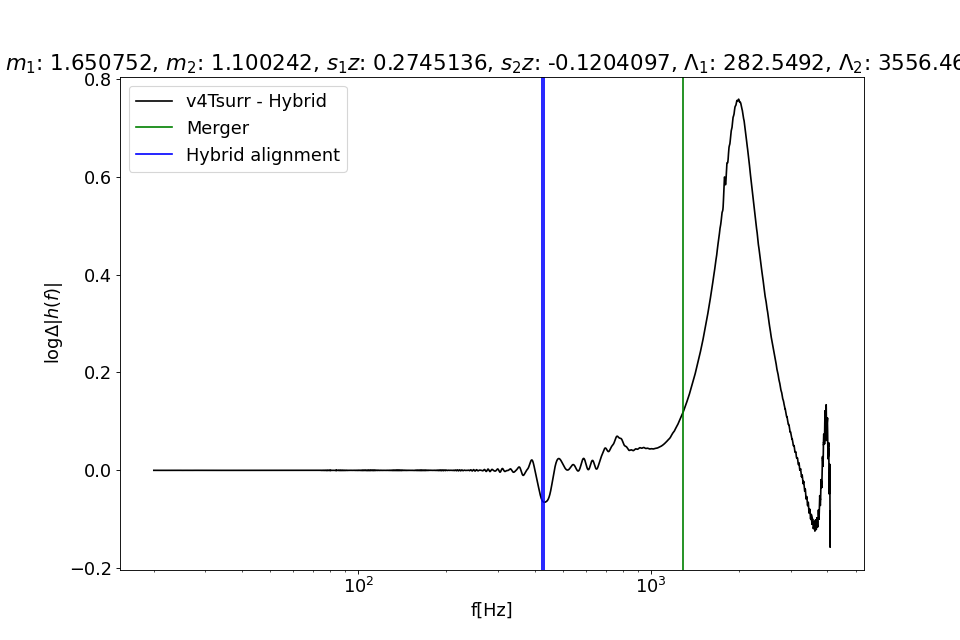 m₁: 1.650752, m₂: 1.100242, s₁z: 0.2745136, s₂z: -0.1204097, Λ₁: 282.5492, Λ₂: 3556.46
0.8
v4Tsurr - Hybrid
Merger
Hybrid alignment
0.6
0.4
0.2
0.0
−0.2
logΔ|h(f)|
10²
10³
f[Hz]